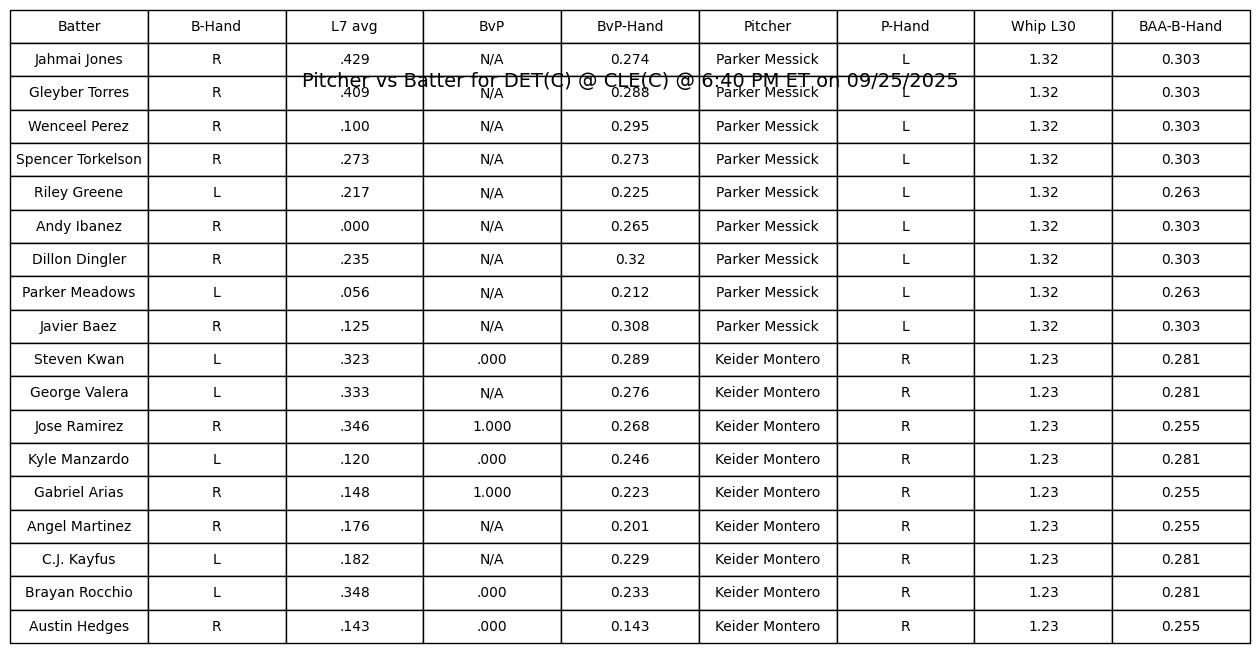 Batter B-Hand L7 avg BvP BvP-Hand Pitcher P-Hand Whip L30 BAA-B-Hand
Jahmai Jones R .429 N/A 0.274 Parker Messick L 1.32 0.303
Pitcher vs Batter for DET(C) @ CLE(C) @ 6:40 PM ET on 09/25/2025
Gleyber Torres R .409 N/A 0.288 Parker Messick L 1.32 0.303
Wenceel Perez R .100 N/A 0.295 Parker Messick L 1.32 0.303
Spencer Torkelson R .273 N/A 0.273 Parker Messick L 1.32 0.303
Riley Greene L .217 N/A 0.225 Parker Messick L 1.32 0.263
Andy Ibanez R .000 N/A 0.265 Parker Messick L 1.32 0.303
Dillon Dingler R .235 N/A 0.32 Parker Messick L 1.32 0.303
Parker Meadows L .056 N/A 0.212 Parker Messick L 1.32 0.263
Javier Baez R .125 N/A 0.308 Parker Messick L 1.32 0.303
Steven Kwan L .323 .000 0.289 Keider Montero R 1.23 0.281
George Valera L .333 N/A 0.276 Keider Montero R 1.23 0.281
Jose Ramirez R .346 1.000 0.268 Keider Montero R 1.23 0.255
Kyle Manzardo L .120 .000 0.246 Keider Montero R 1.23 0.281
Gabriel Arias R .148 1.000 0.223 Keider Montero R 1.23 0.255
Angel Martinez R .176 N/A 0.201 Keider Montero R 1.23 0.255
C.J. Kayfus L .182 N/A 0.229 Keider Montero R 1.23 0.281
Brayan Rocchio L .348 .000 0.233 Keider Montero R 1.23 0.281
Austin Hedges R .143 .000 0.143 Keider Montero R 1.23 0.255